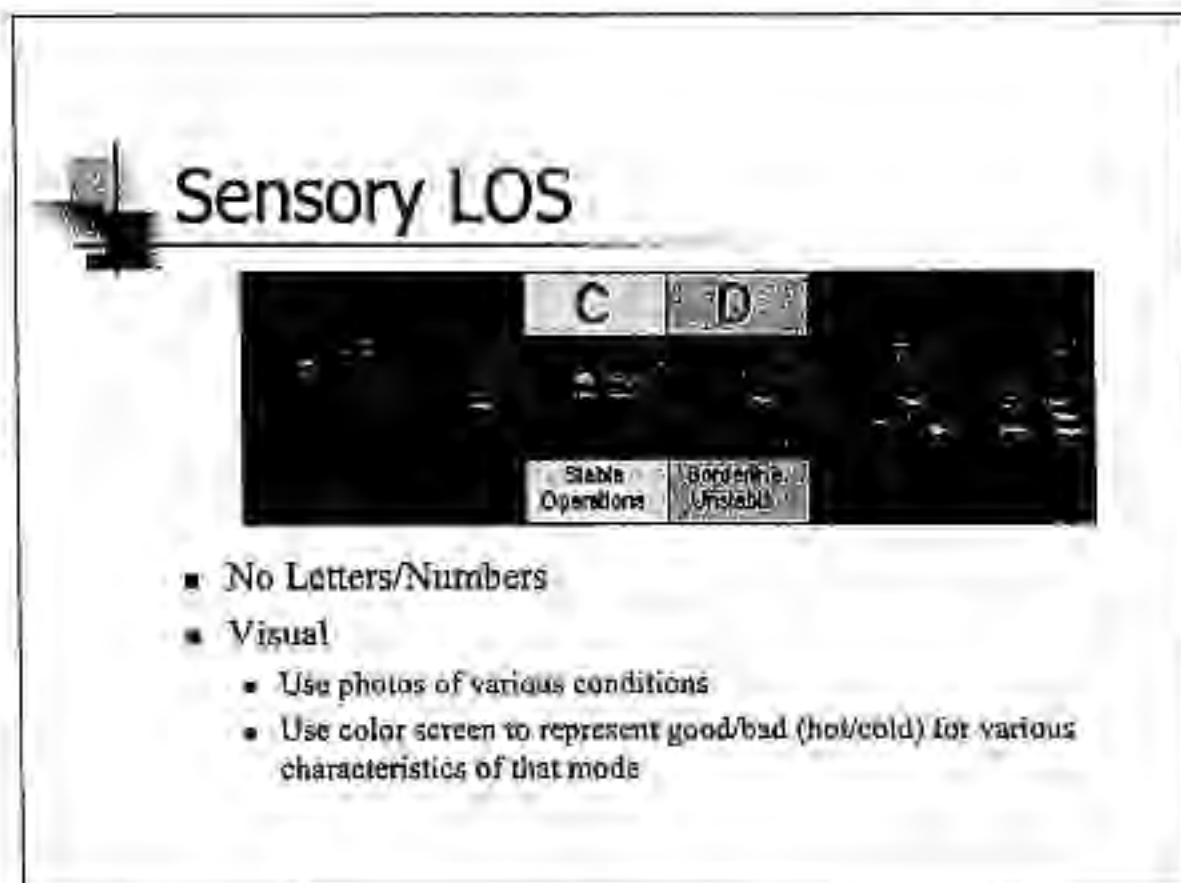 Sensory LOS
C D
Stable Borderline
Operations Unstable
No Letters/Numbers
Visual
Use photos of various conditions
Use color screen to represent good/bad (hot/cold) for various
characteristics of that mode